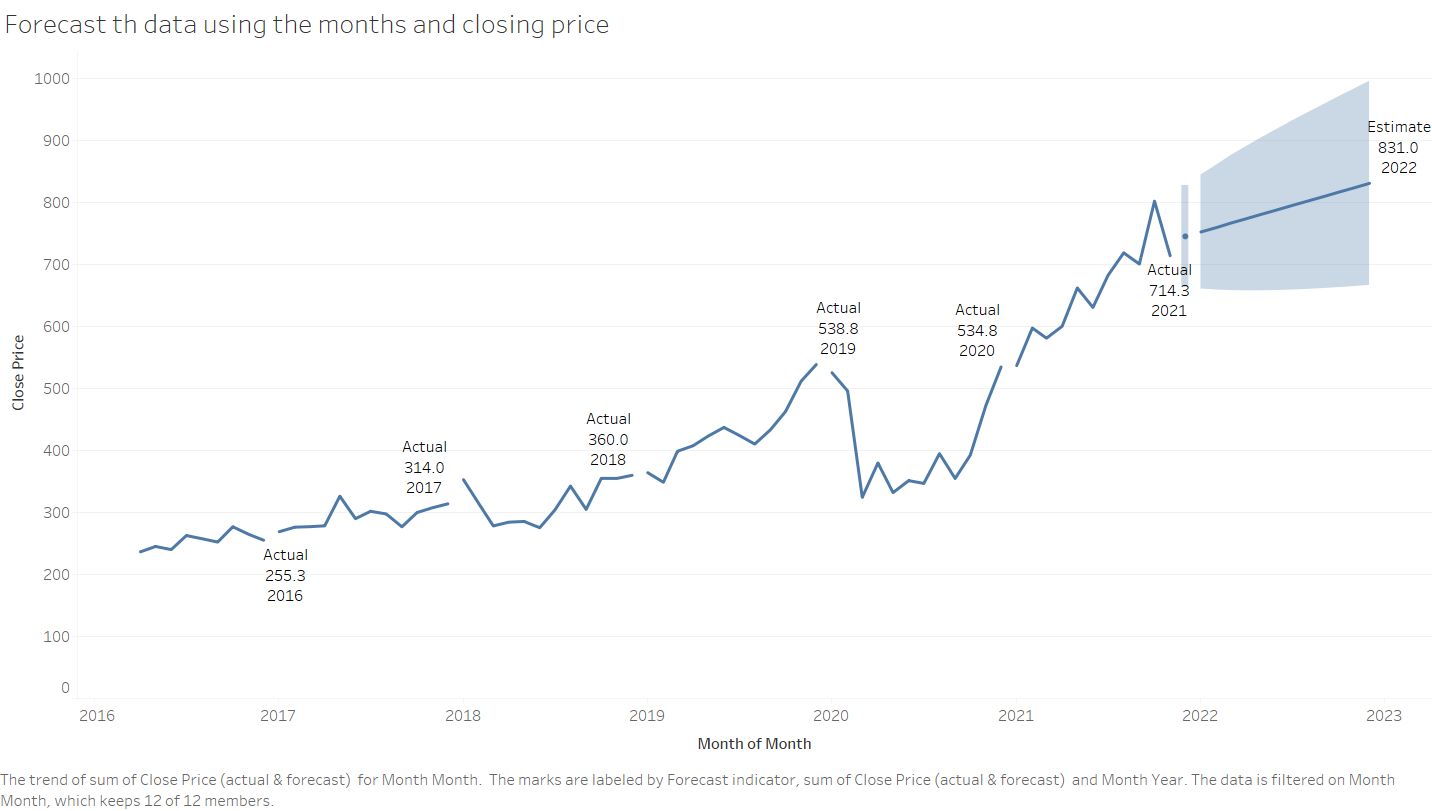 Forecast th data using the months and closing price
1000
900
800
700
600
500
400
300
200
100
0
Close Price
Actual
255.3
2016
Actual
314.0
2017
Actual
360.0
2018
Actual
538.8
2019
Actual
534.8
2020
Actual
714.3
2021
Estimate
831.0
2022
2016
2017
2018
2019
2020
2021
2022
2023
Month of Month
The trend of sum of Close Price (actual & forecast)  for Month Month.  The marks are labeled by Forecast indicator, sum of Close Price (actual & forecast)  and Month Year. The data is filtered on Month
Month, which keeps 12 of 12 members.